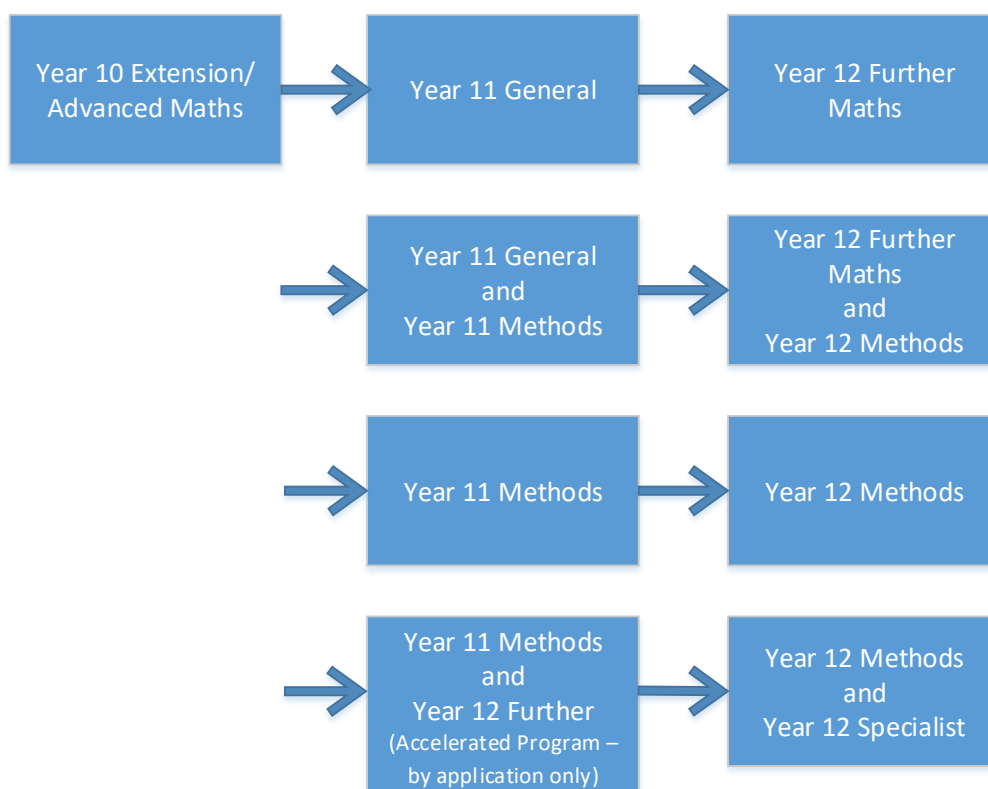 Year 10 Extension/
Advanced Maths
Year 11 General
Year 12 Further
Maths
Year 11 General
and
Year 11 Methods
Year 12 Further
Maths
and
Year 12 Methods
Year 11 Methods
Year 12 Methods
Year 11 Methods
and
Year 12 Further
(Accelerated Program –
by application only)
Year 12 Methods
and
Year 12 Specialist